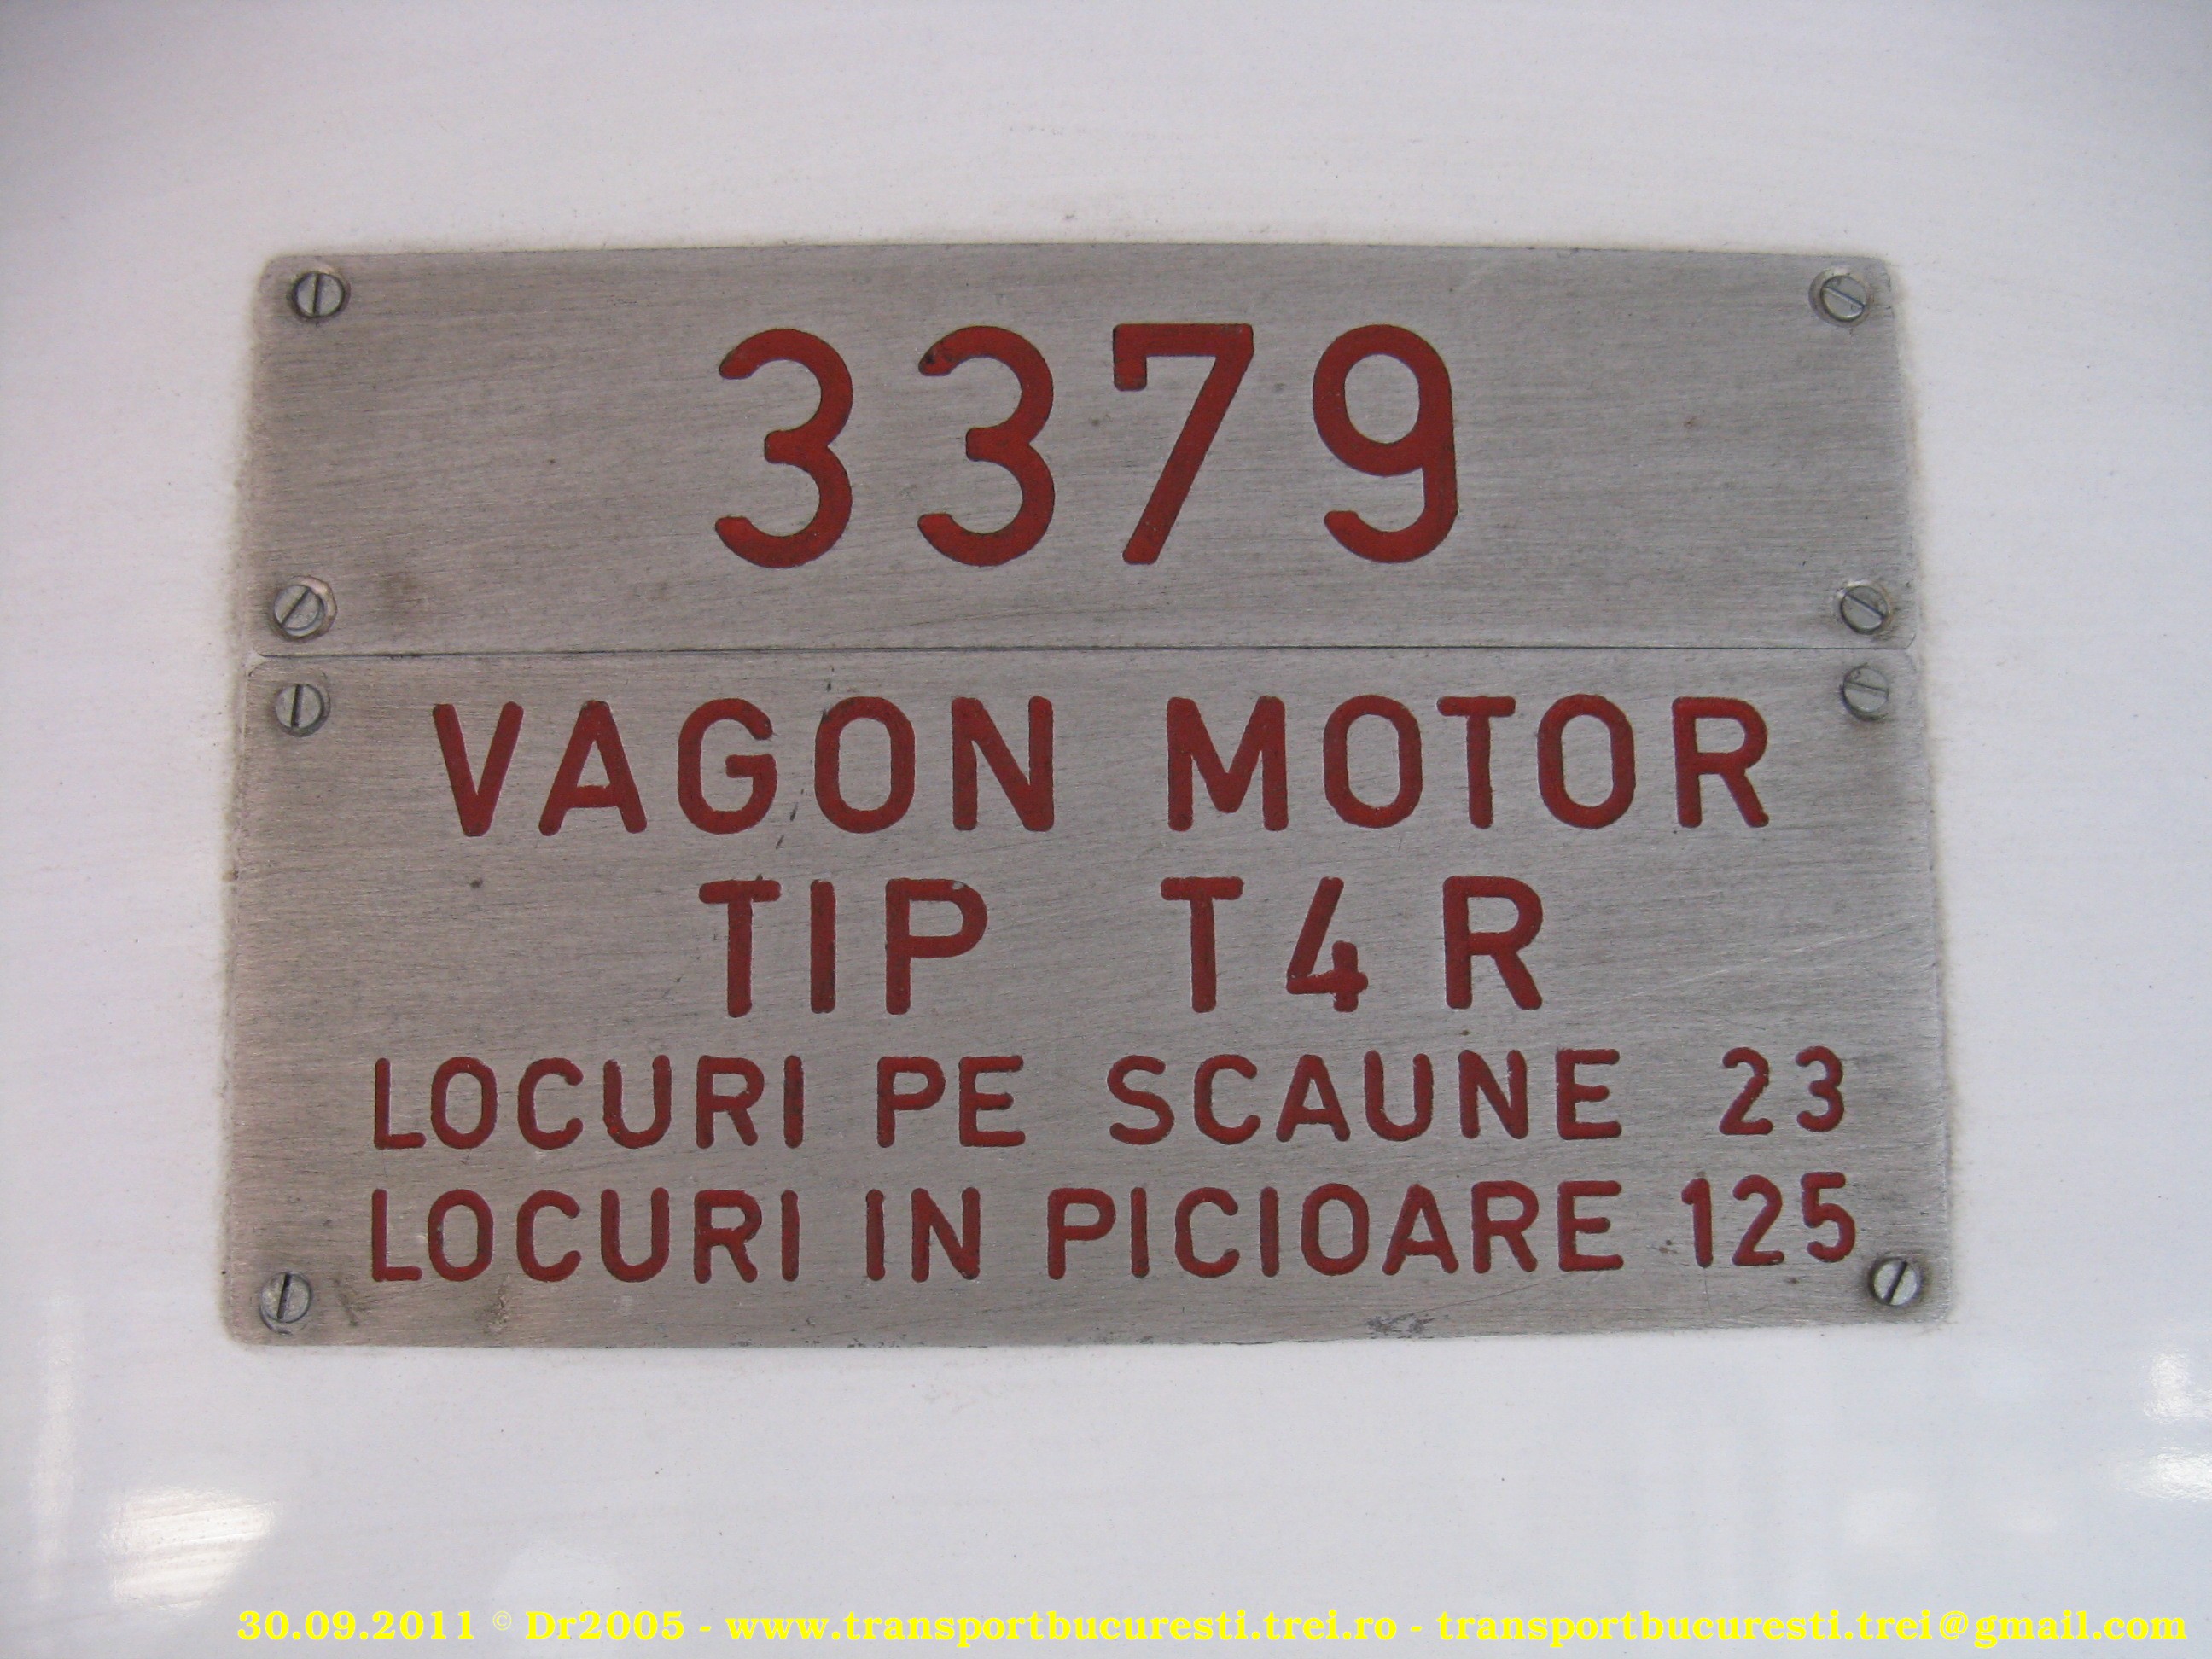 3379
VAGON MOTOR
TIP T4R
LOCURI PE SCAUNE 23
LOCURI IN PICIOARE 125
30.09.2011 © Dr2005 - www.transportbucuresti.trei.ro - transportbucuresti.trei@gmail.com